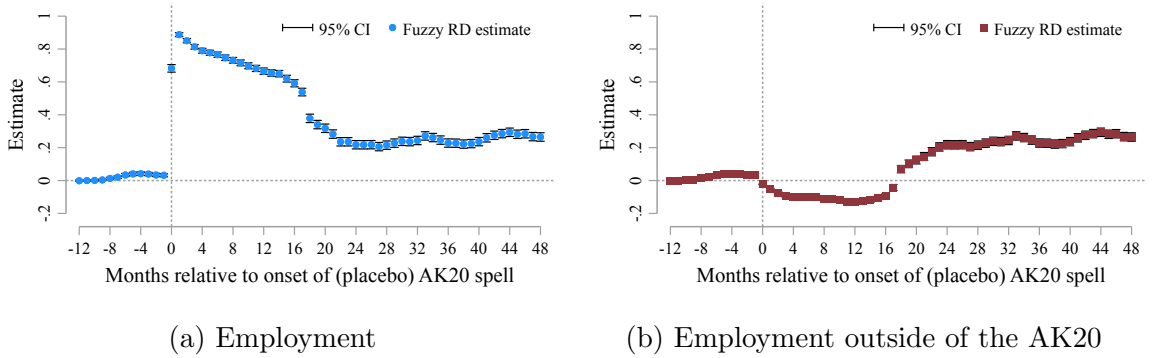 95% CI Fuzzy RD estimate
Estimate
1
.8
.6
.4
.2
0
-.2
-12 -8 -4 0 4 8 12 16 20 24 28 32 36 40 44 48
Months relative to onset of (placebo) AK20 spell
(a) Employment
95% CI Fuzzy RD estimate
Estimate
1
.8
.6
.4
.2
0
-.2
-12 -8 -4 0 4 8 12 16 20 24 28 32 36 40 44 48
Months relative to onset of (placebo) AK20 spell
(b) Employment outside of the AK20